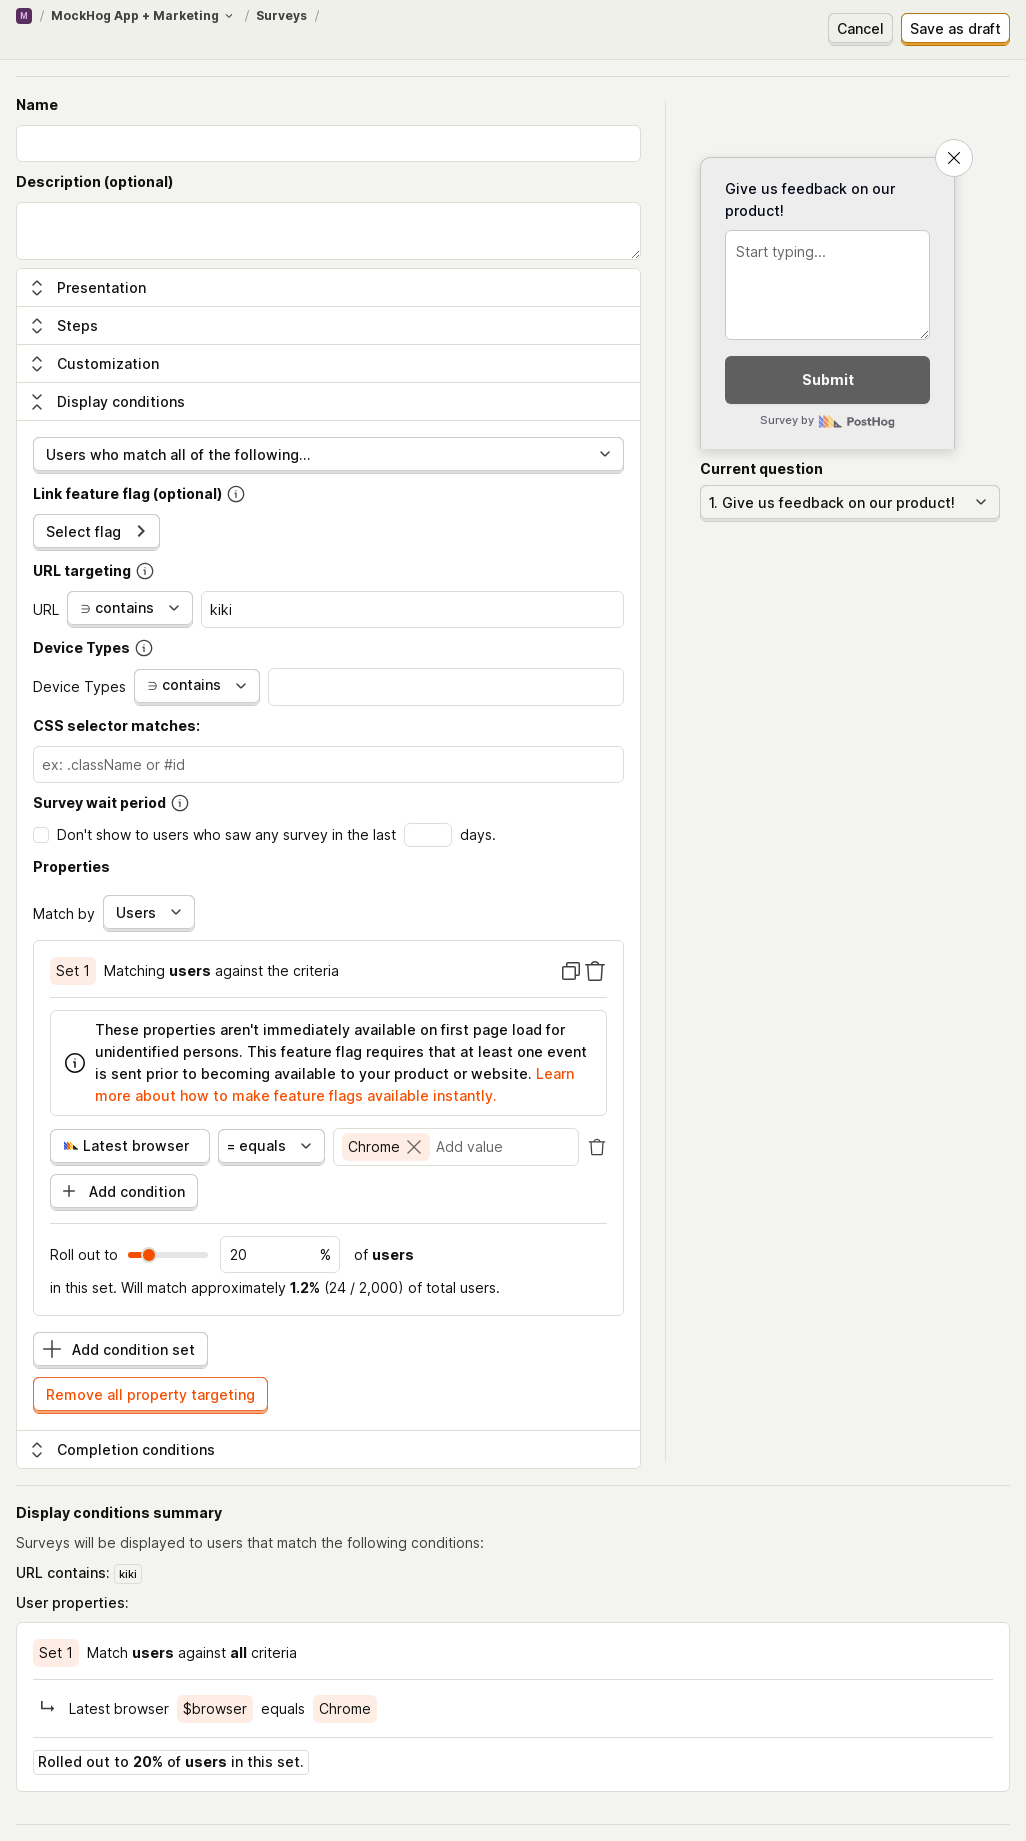 M / MockHog App + Marketing / Surveys /
Cancel
Save as draft
Name
Description (optional)
Presentation
Steps
Customization
Display conditions
Users who match all of the following...
Link feature flag (optional)
Select flag
URL targeting
URL ∋ contains kiki
Device Types
Device Types ∋ contains
CSS selector matches:
ex: .className or #id
Survey wait period
Don't show to users who saw any survey in the last days.
Properties
Match by Users
Set 1 Matching users against the criteria
These properties aren't immediately available on first page load for
unidentified persons. This feature flag requires that at least one event
is sent prior to becoming available to your product or website. Learn
more about how to make feature flags available instantly.
Latest browser = equals Chrome Add value
Add condition
Roll out to 20 % of users
in this set. Will match approximately 1.2% (24 / 2,000) of total users.
Add condition set
Remove all property targeting
Completion conditions
Give us feedback on our
product!
Start typing...
Submit
Survey by PostHog
Current question
1. Give us feedback on our product!
Display conditions summary
Surveys will be displayed to users that match the following conditions:
URL contains: kiki
User properties:
Set 1 Match users against all criteria
Latest browser $browser equals Chrome
Rolled out to 20% of users in this set.